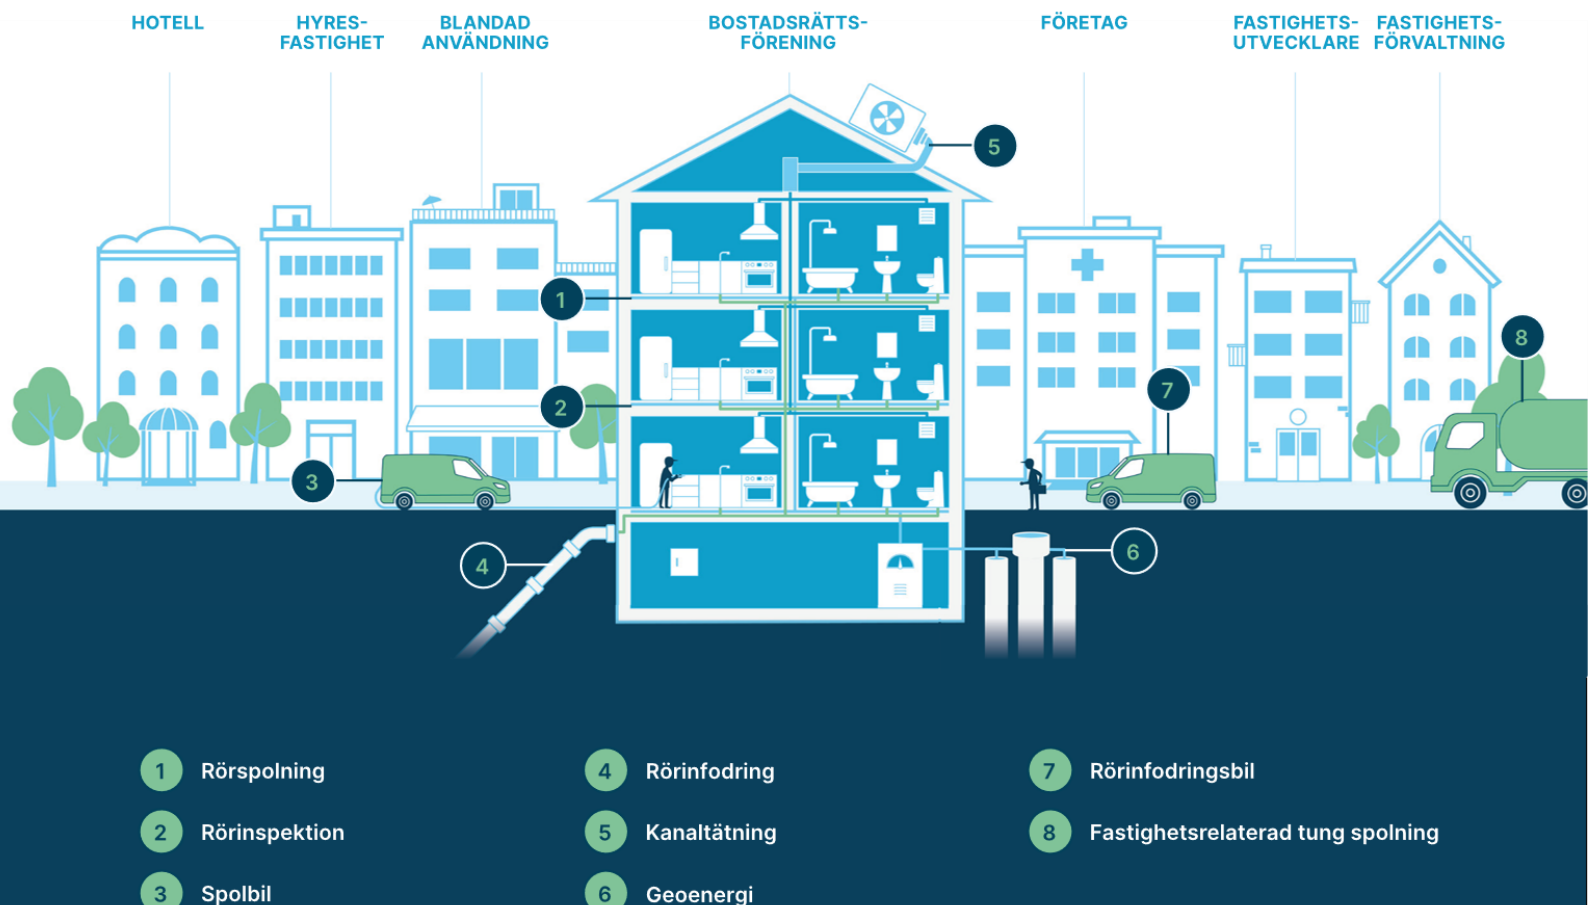 HOTELL
HYRES-
FASTIGHET
BLANDAD
ANVÄNDNING
BOSTADSRÄTTS-
FÖRENING
FÖRETAG
FASTIGHETS-
UTVECKLARE
FASTIGHETS-
FÖRVALTNING
5
1
8
7
2
3
4
6
1 Rörspolning
2 Rörinspektion
3 Spolbil
4 Rörinfodring
5 Kanaltätning
6 Geoenergi
7 Rörinfodringsbil
8 Fastighetsrelaterad tung spolning